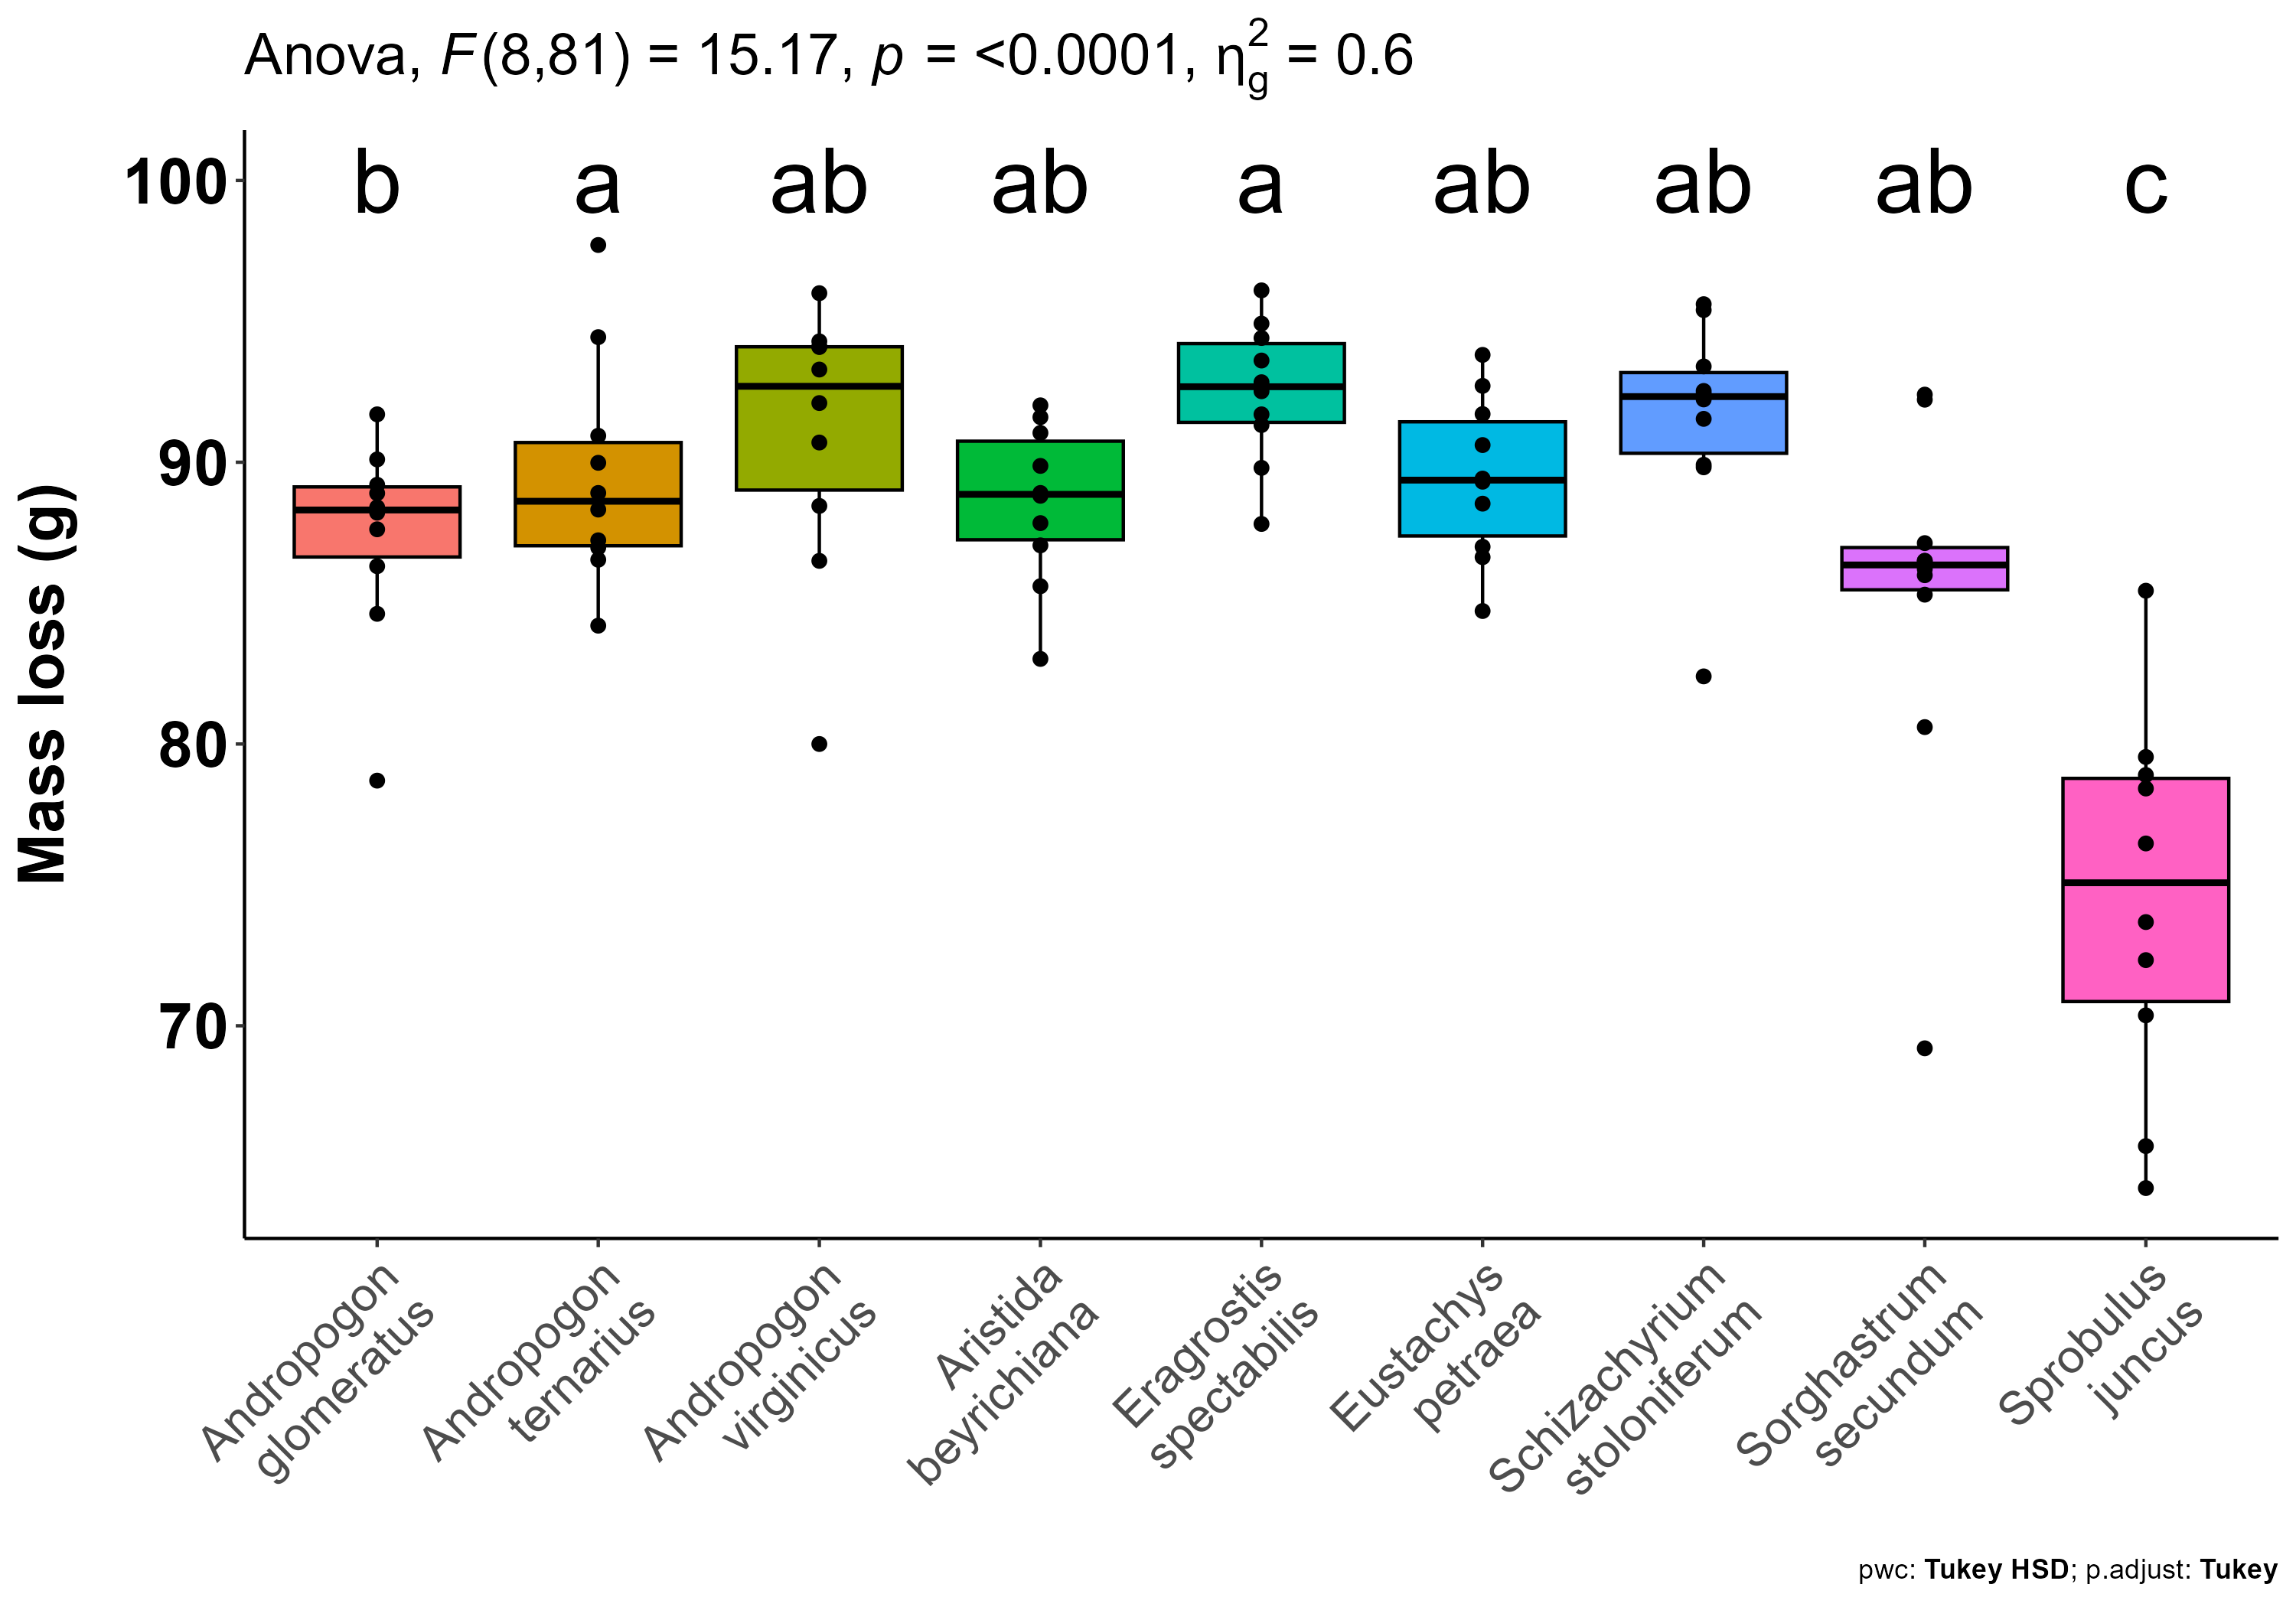 Anova, F(8,81) = 15.17, p = <0.0001, η²g = 0.6
b a ab ab a ab ab ab c
100
90
80
70
Mass loss (g)
Andropogon
glomeratus
Andropogon
ternarius
Andropogon
virginicus
Aristida
beyrichiana
Eragrostis
spectabilis
Eustachys
petraea
Schizachyrium
stoloniferum
Sorghastrum
secundum
Sprobulus
juncus
pwc: Tukey HSD; p.adjust: Tukey